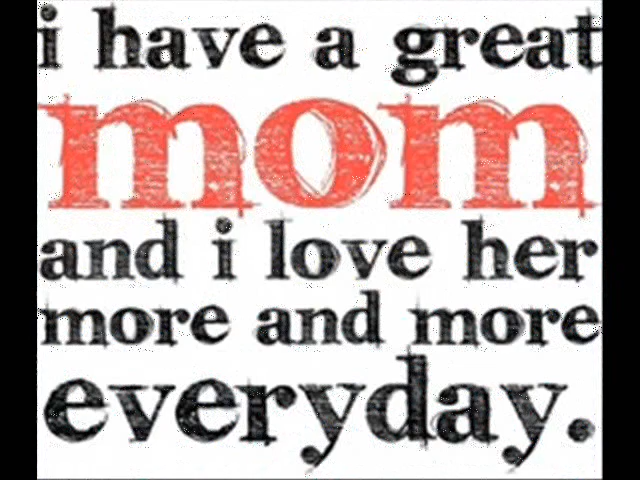 i have a great
mom
and i love her
more and more
everyday.